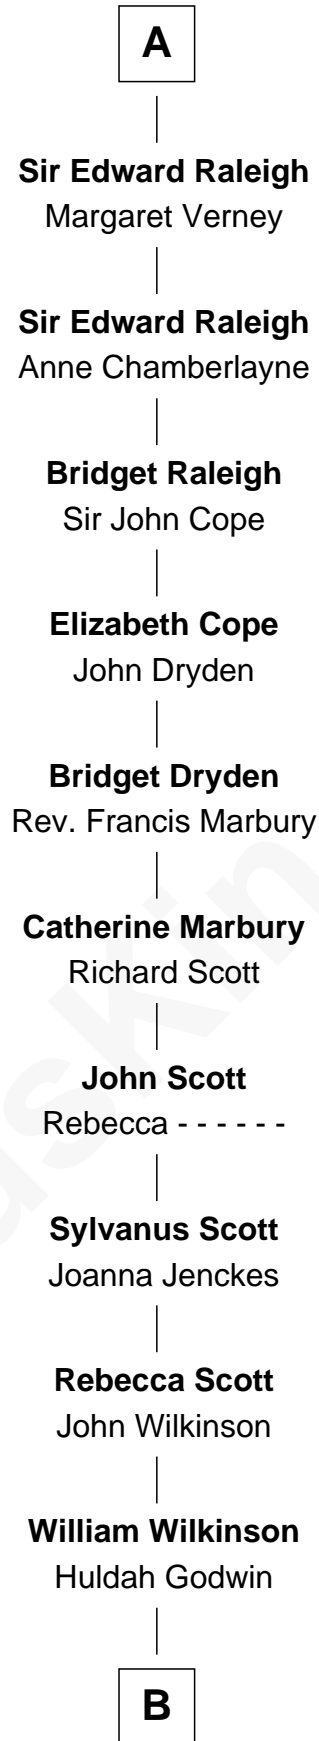 A
Sir Edward Raleigh
Margaret Verney
Sir Edward Raleigh
Anne Chamberlayne
Bridget Raleigh
Sir John Cope
Elizabeth Cope
John Dryden
Bridget Dryden
Rev. Francis Marbury
Catherine Marbury
Richard Scott
John Scott
Rebecca - - - - - -
Sylvanus Scott
Joanna Jenckes
Rebecca Scott
John Wilkinson
William Wilkinson
Huldah Godwin
B